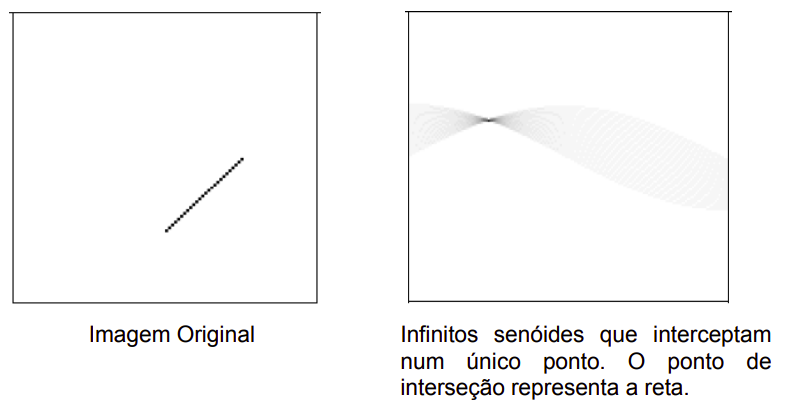 Imagem Original
Infinitos senóides que interceptam
num único ponto. O ponto de
interseção representa a reta.